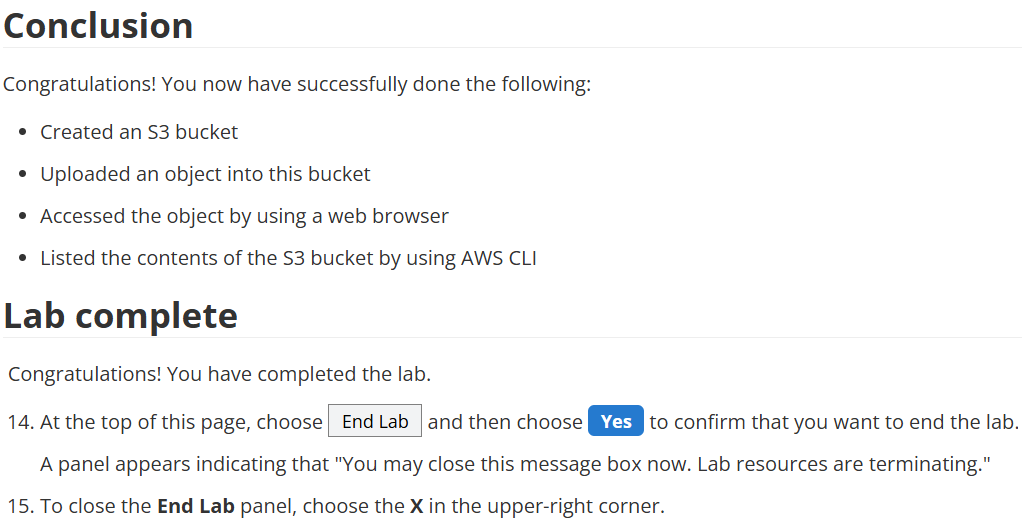 Conclusion
Congratulations! You now have successfully done the following:
• Created an S3 bucket
• Uploaded an object into this bucket
• Accessed the object by using a web browser
• Listed the contents of the S3 bucket by using AWS CLI
Lab complete
Congratulations! You have completed the lab.
14. At the top of this page, choose End Lab and then choose Yes to confirm that you want to end the lab.
A panel appears indicating that "You may close this message box now. Lab resources are terminating."
15. To close the End Lab panel, choose the X in the upper-right corner.